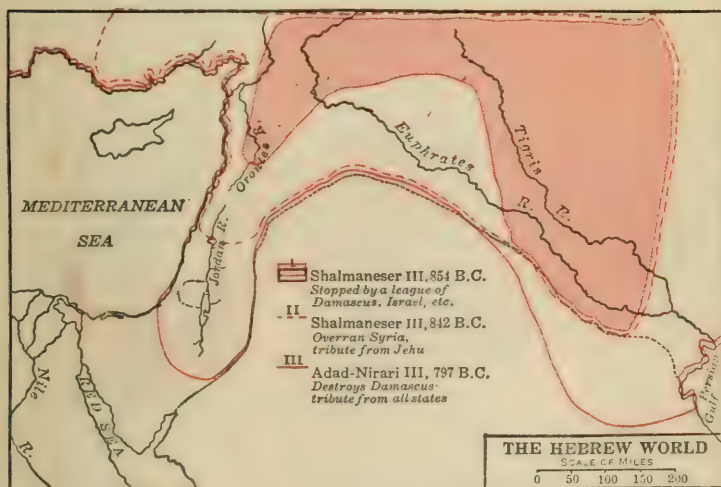 MEDITERRANEAN
SEA
Orontes
Jordan R.
Euphrates
R.
Tigris
R.
Nile
R.
RED SEA
Persian
Gulf
I
Shalmaneser III, 854 B.C.
Stopped by a league of
Damascus, Israel, etc.
II
Shalmaneser III, 842 B.C.
Overran Syria,
tribute from Jehu
III
Adad-Nirari III, 797 B.C.
Destroys Damascus-
tribute from all states
THE HEBREW WORLD
SCALE OF MILES
0 50 100 150 200